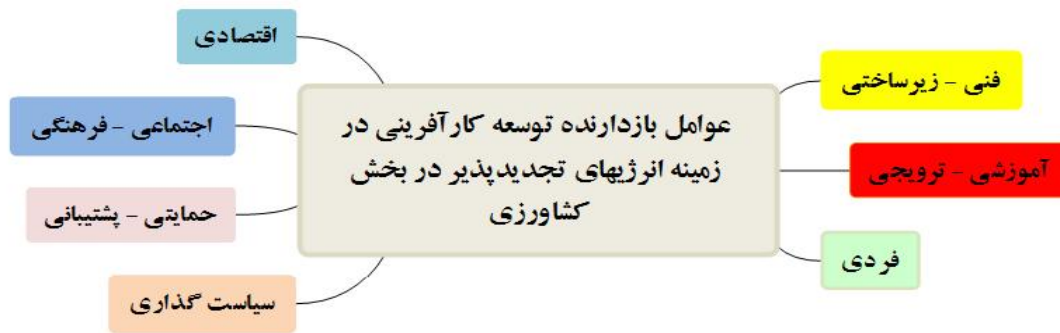 عوامل بازدارنده توسعه کارآفرینی در
زمینه انرژیهای تجدیدپذیر در بخش
کشاورزی
فنی - زیرساختی
آموزشی - ترویجی
فردی
اقتصادی
اجتماعی - فرهنگی
حمایتی - پشتیبانی
سیاست گذاری